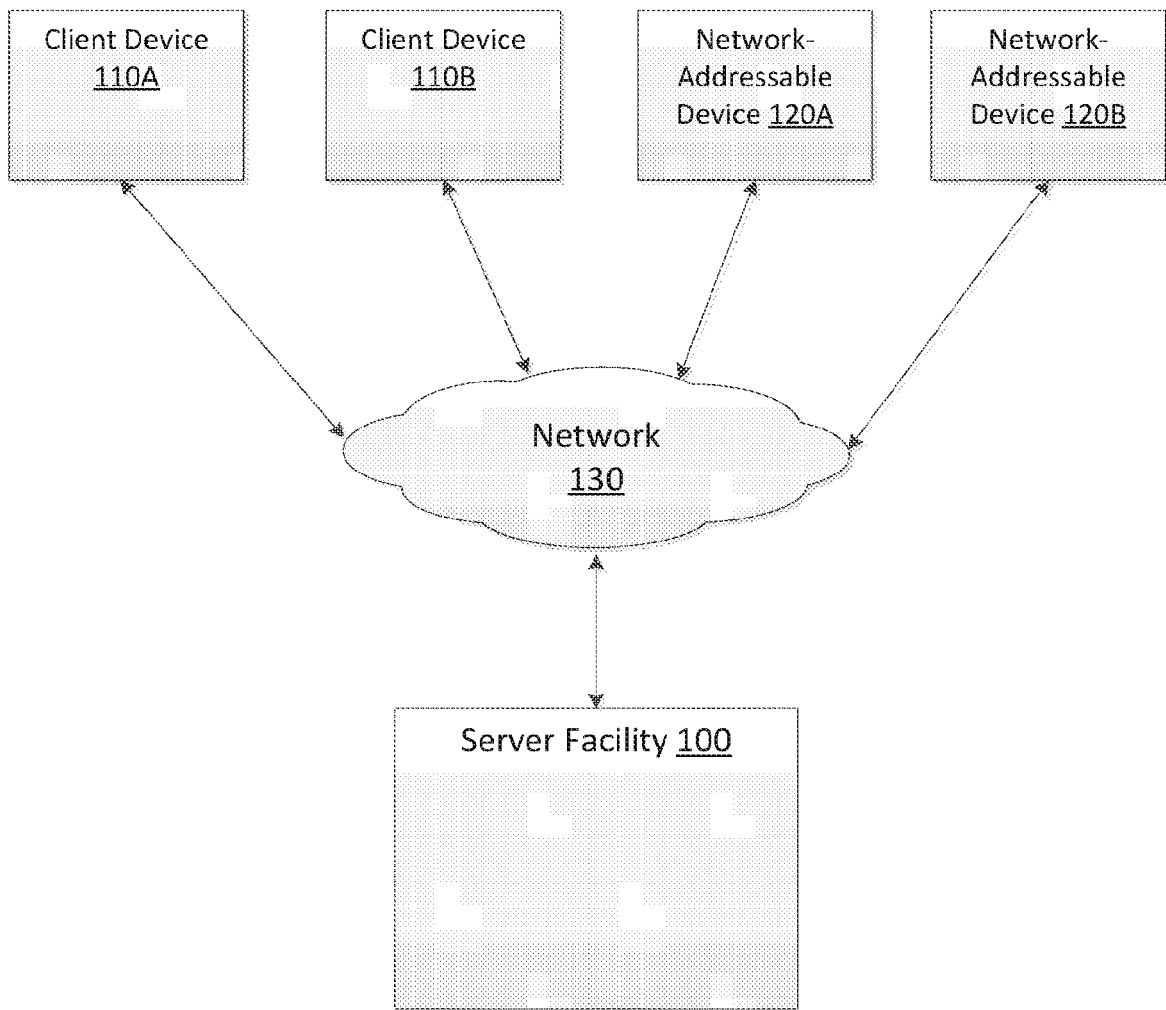 Client Device
110A
Client Device
110B
Network-
Addressable
Device 120A
Network-
Addressable
Device 120B
Network
130
Server Facility 100